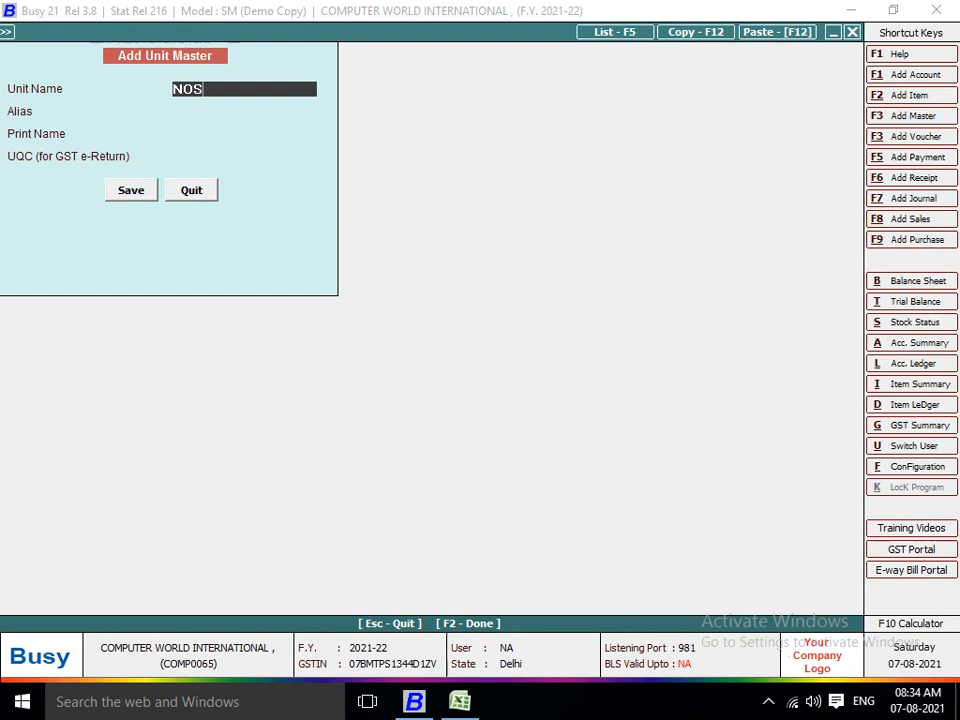 Busy 21 Rel 3.8 | Stat Rel 216 | Model : SM (Demo Copy) | COMPUTER WORLD INTERNATIONAL , (F.Y. 2021-22)
>> List - F5 Copy - F12 Paste - [F12] Shortcut Keys
Add Unit Master
Unit Name NOS
Alias
Print Name
UQC (for GST e-Return)
Save Quit
F1 Help
F1 Add Account
F2 Add Item
F3 Add Master
F3 Add Voucher
F5 Add Payment
F6 Add Receipt
F7 Add Journal
F8 Add Sales
F9 Add Purchase
B Balance Sheet
T Trial Balance
S Stock Status
A Acc. Summary
L Acc. Ledger
I Item Summary
D Item LeDger
G GST Summary
U Switch User
F ConFiguration
K LocK Program
Training Videos
GST Portal
E-way Bill Portal
[ Esc - Quit ] [ F2 - Done ]
F10 Calculator
Activate Windows
Go to Settings to activate Windows.
Busy
COMPUTER WORLD INTERNATIONAL ,
(COMP0065)
F.Y. : 2021-22
GSTIN : 07BMTPS1344D1ZV
User : NA
State : Delhi
Listening Port : 981
BLS Valid Upto : NA
Your
Company
Logo
Saturday
07-08-2021
Search the web and Windows
ENG
08:34 AM
07-08-2021